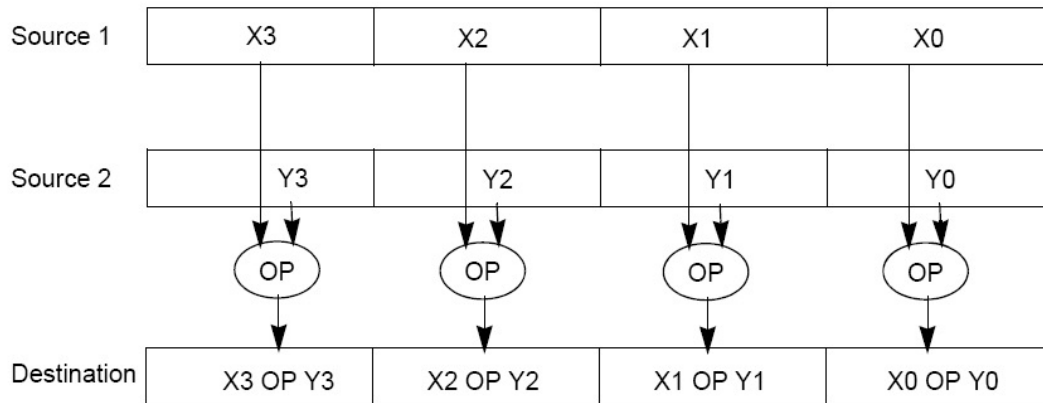 Source 1 X3 X2 X1 X0
Source 2 Y3 Y2 Y1 Y0
OP OP OP OP
Destination X3 OP Y3 X2 OP Y2 X1 OP Y1 X0 OP Y0